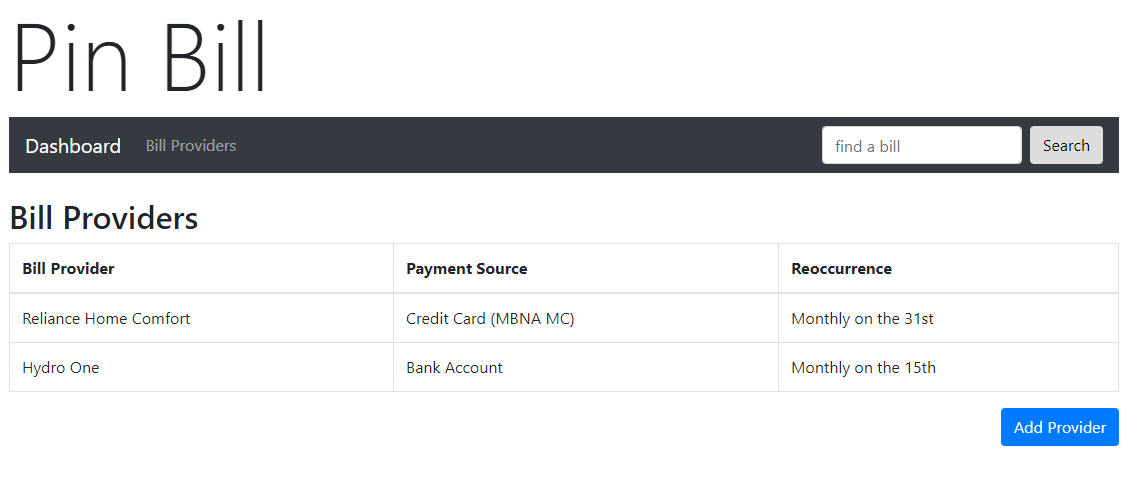 Pin Bill
Dashboard Bill Providers find a bill Search
Bill Providers
Bill Provider Payment Source Reoccurrence
Reliance Home Comfort Credit Card (MBNA MC) Monthly on the 31st
Hydro One Bank Account Monthly on the 15th
Add Provider